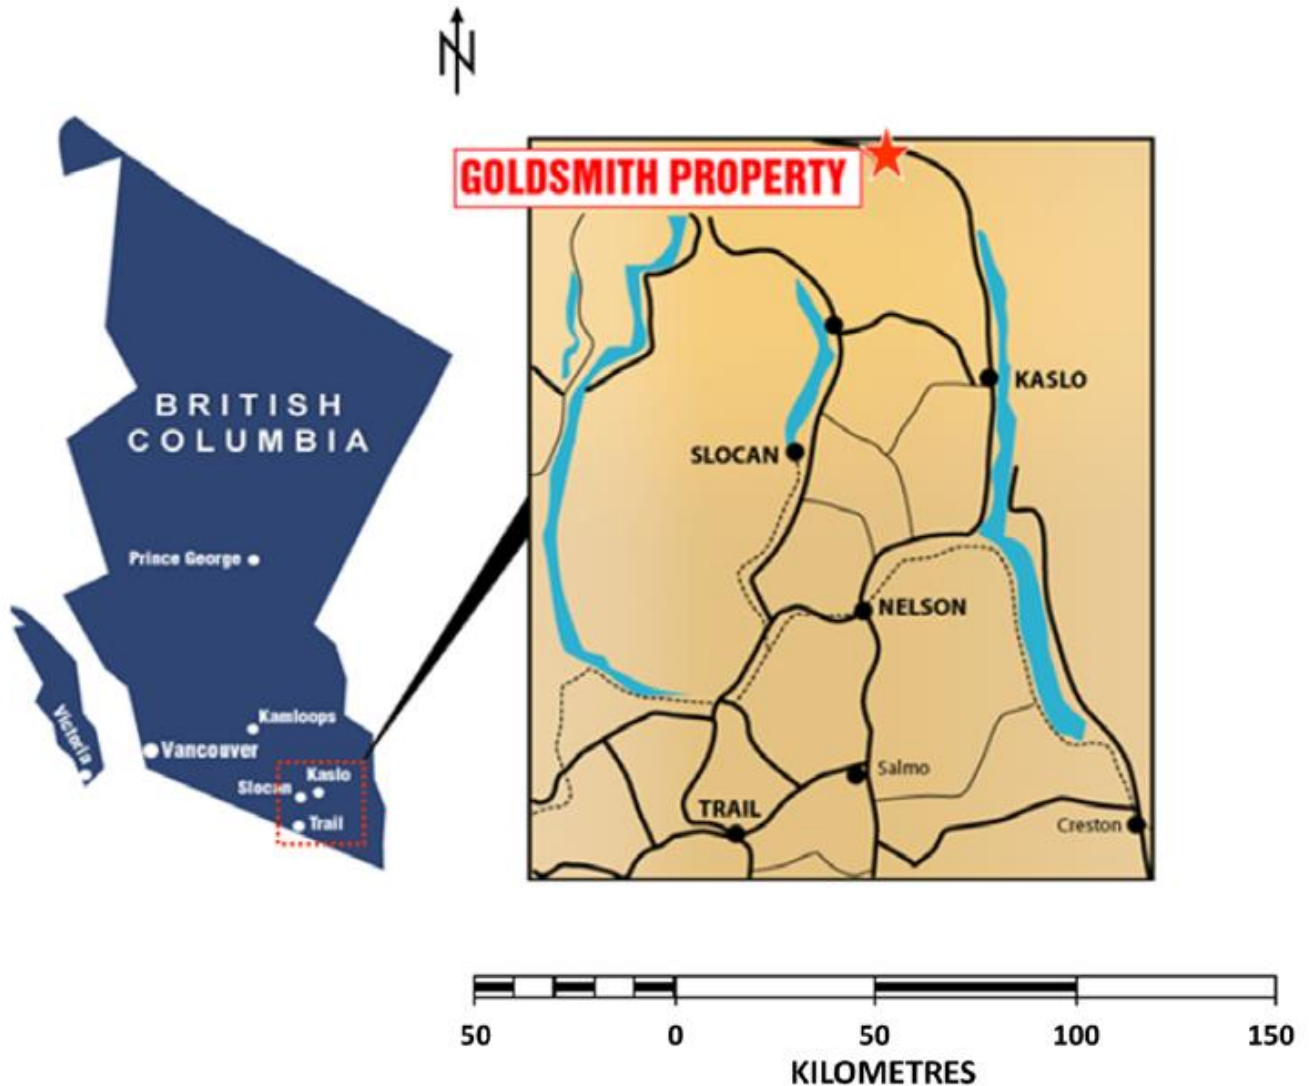 N
GOLDSMITH PROPERTY
BRITISH
COLUMBIA
Prince George
Kamloops
Vancouver
Victoria
Kaslo
Slocan
Trail
KASLO
SLOCAN
NELSON
Salmo
TRAIL
Creston
50 0 50 100 150
KILOMETRES